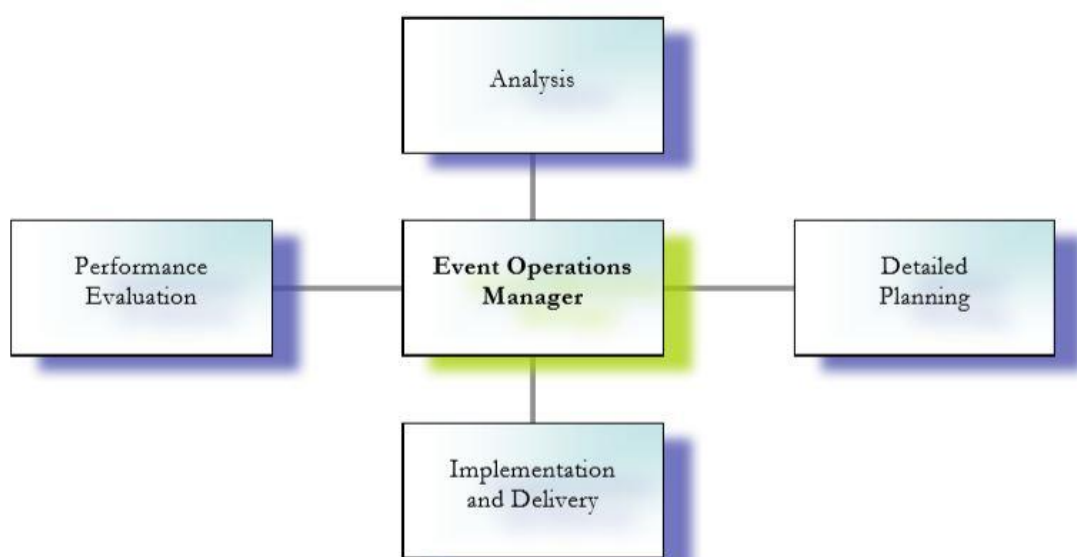 Analysis
Performance
Evaluation
Event Operations
Manager
Detailed
Planning
Implementation
and Delivery